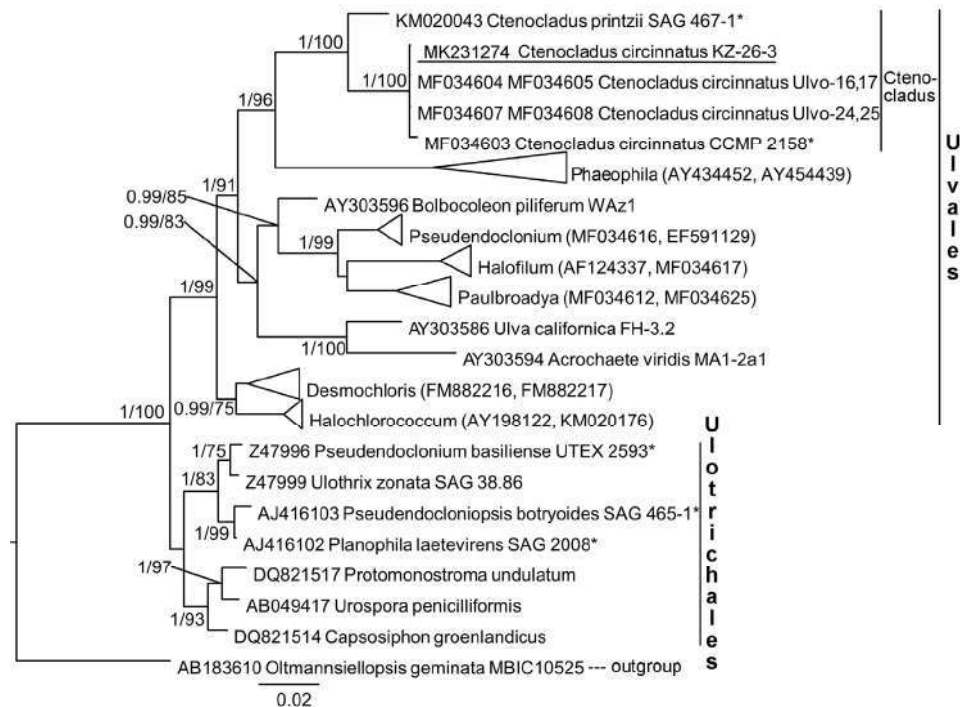 KM020043 Ctenocladus printzii SAG 467-1*
1/100
MK231274 Ctenocladus circinnatus KZ-26-3
1/100
MF034604 MF034605 Ctenocladus circinnatus Ulvo-16,17
Cteno-
cladus
1/96
MF034607 MF034608 Ctenocladus circinnatus Ulvo-24,25
MF034603 Ctenocladus circinnatus CCMP 2158*
Phaeophila (AY434452, AY454439)
1/91
0.99/85
0.99/83
AY303596 Bolbocoleon piliferum WAz1
1/99
Pseudendoclonium (MF034616, EF591129)
Halofilum (AF124337, MF034617)
1/99
Paulbroadya (MF034612, MF034625)
AY303586 Ulva californica FH-3.2
1/100
AY303594 Acrochaete viridis MA1-2a1
Desmochloris (FM882216, FM882217)
0.99/75
1/100
Halochlorococcum (AY198122, KM020176)
Ulvales
1/75
Z47996 Pseudendoclonium basiliense UTEX 2593*
1/83
Z47999 Ulothrix zonata SAG 38.86
AJ416103 Pseudendocloniopsis botryoides SAG 465-1*
1/99
AJ416102 Planophila laetevirens SAG 2008*
1/97
DQ821517 Protomonostroma undulatum
AB049417 Urospora penicilliformis
1/93
DQ821514 Capsosiphon groenlandicus
Ulotrichales
AB183610 Oltmannsiellopsis geminata MBIC10525 --- outgroup
0.02